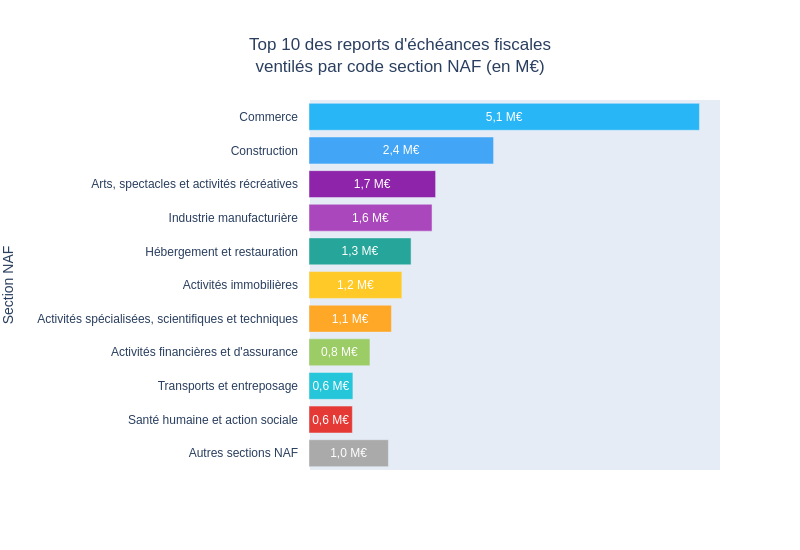 Top 10 des reports d'échéances fiscales
ventilés par code section NAF (en M€)
Section NAF
Commerce 5,1 M€
Construction 2,4 M€
Arts, spectacles et activités récréatives 1,7 M€
Industrie manufacturière 1,6 M€
Hébergement et restauration 1,3 M€
Activités immobilières 1,2 M€
Activités spécialisées, scientifiques et techniques 1,1 M€
Activités financières et d'assurance 0,8 M€
Transports et entreposage 0,6 M€
Santé humaine et action sociale 0,6 M€
Autres sections NAF 1,0 M€